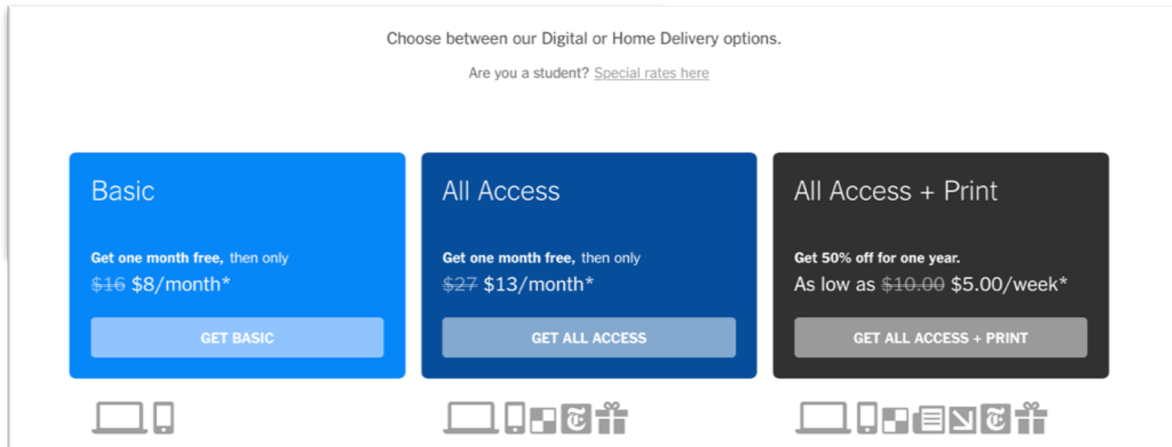 Choose between our Digital or Home Delivery options.
Are you a student? Special rates here
Basic
Get one month free, then only
$16 $8/month*
GET BASIC
All Access
Get one month free, then only
$27 $13/month*
GET ALL ACCESS
All Access + Print
Get 50% off for one year.
As low as $10.00 $5.00/week*
GET ALL ACCESS + PRINT